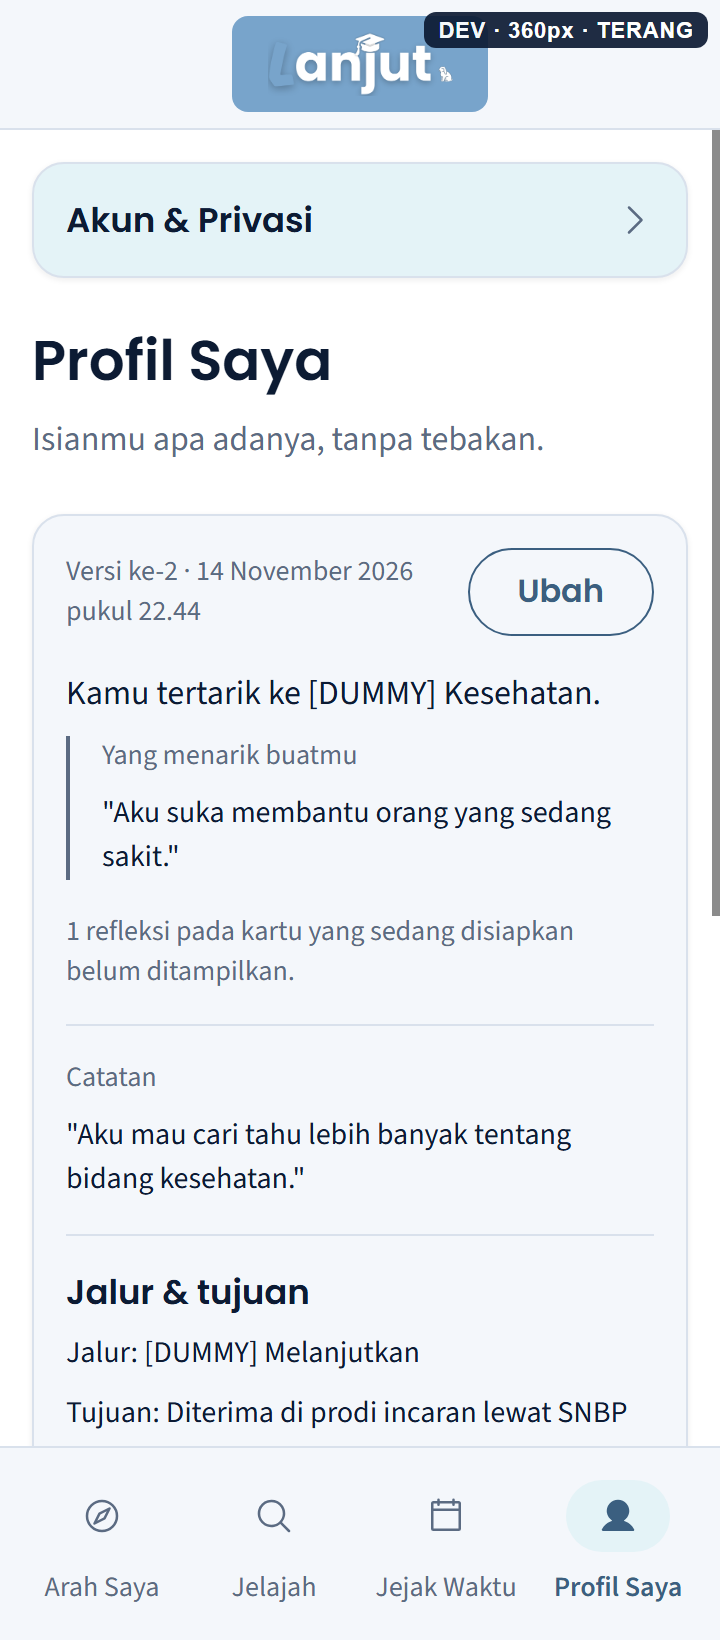 Lanjut
DEV · 360px · TERANG
Akun & Privasi
Profil Saya
Isianmu apa adanya, tanpa tebakan.
Versi ke-2 · 14 November 2026
pukul 22.44
Ubah
Kamu tertarik ke [DUMMY] Kesehatan.
Yang menarik buatmu
"Aku suka membantu orang yang sedang
sakit."
1 refleksi pada kartu yang sedang disiapkan
belum ditampilkan.
Catatan
"Aku mau cari tahu lebih banyak tentang
bidang kesehatan."
Jalur & tujuan
Jalur: [DUMMY] Melanjutkan
Tujuan: Diterima di prodi incaran lewat SNBP
Arah Saya
Jelajah
Jejak Waktu
Profil Saya